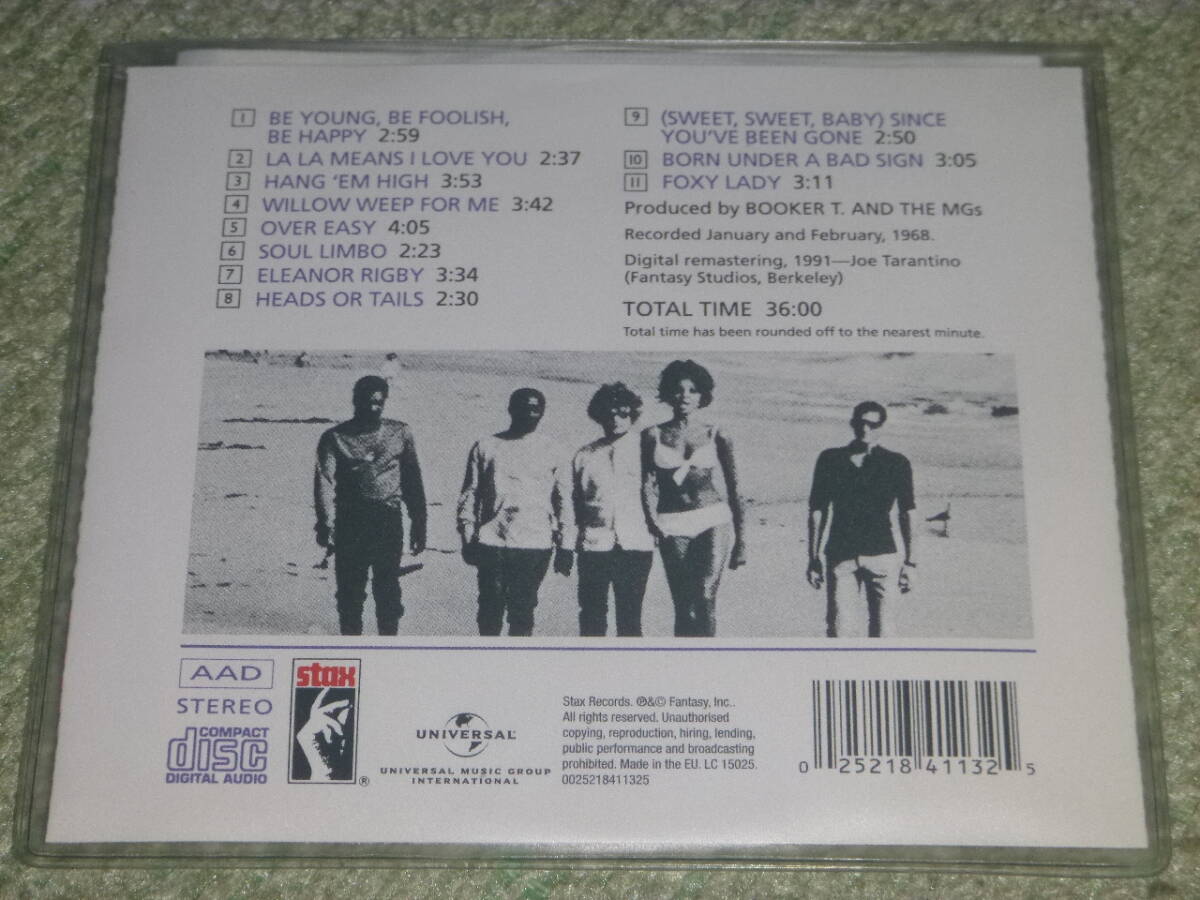 1 BE YOUNG, BE FOOLISH,
BE HAPPY 2:59
2 LA LA MEANS I LOVE YOU 2:37
3 HANG 'EM HIGH 3:53
4 WILLOW WEEP FOR ME 3:42
5 OVER EASY 4:05
6 SOUL LIMBO 2:23
7 ELEANOR RIGBY 3:34
8 HEADS OR TAILS 2:30
9 (SWEET, SWEET, BABY) SINCE
YOU'VE BEEN GONE 2:50
10 BORN UNDER A BAD SIGN 3:05
11 FOXY LADY 3:11
Produced by BOOKER T. AND THE MGs
Recorded January and February, 1968.
Digital remastering, 1991—Joe Tarantino
(Fantasy Studios, Berkeley)
TOTAL TIME 36:00
Total time has been rounded off to the nearest minute.
AAD
STEREO
COMPACT
disc
DIGITAL AUDIO
stax
®
UNIVERSAL
UNIVERSAL MUSIC GROUP
INTERNATIONAL
Stax Records. ℗&© Fantasy, Inc..
All rights reserved. Unauthorised
copying, reproduction, hiring, lending,
public performance and broadcasting
prohibited. Made in the EU. LC 15025.
0025218411325
0 25218 41132 5